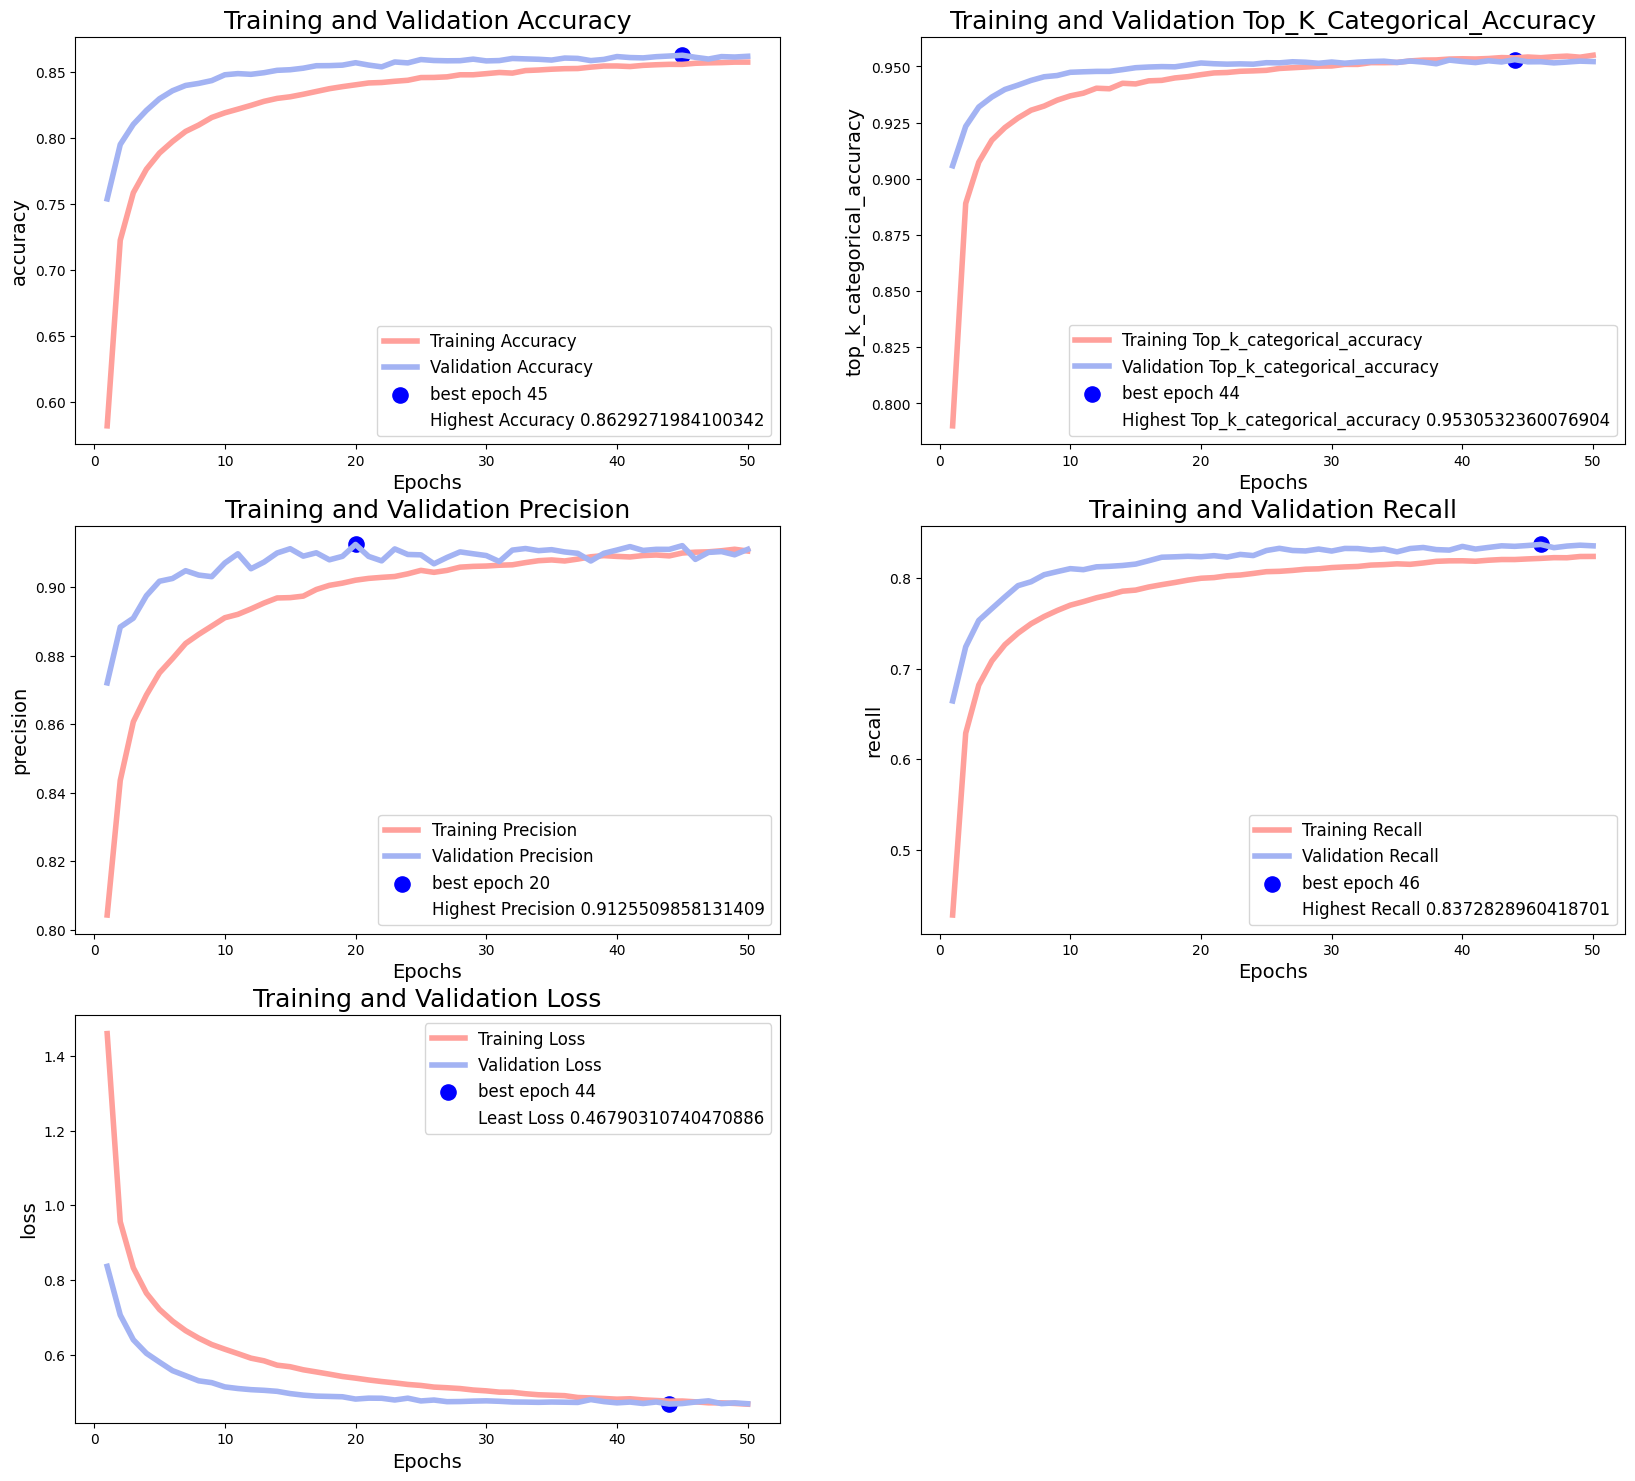 Training and Validation Accuracy
accuracy
0.85
0.80
0.75
0.70
0.65
0.60
Training Accuracy
Validation Accuracy
best epoch 45
Highest Accuracy 0.8629271984100342
0 10 20 30 40 50
Epochs
Training and Validation Top_K_Categorical_Accuracy
top_k_categorical_accuracy
0.950
0.925
0.900
0.875
0.850
0.825
0.800
Training Top_k_categorical_accuracy
Validation Top_k_categorical_accuracy
best epoch 44
Highest Top_k_categorical_accuracy 0.9530532360076904
0 10 20 30 40 50
Epochs
Training and Validation Precision
precision
0.90
0.88
0.86
0.84
0.82
0.80
Training Precision
Validation Precision
best epoch 20
Highest Precision 0.9125509858131409
0 10 20 30 40 50
Epochs
Training and Validation Recall
recall
0.8
0.7
0.6
0.5
Training Recall
Validation Recall
best epoch 46
Highest Recall 0.8372828960418701
0 10 20 30 40 50
Epochs
Training and Validation Loss
loss
1.4
1.2
1.0
0.8
0.6
Training Loss
Validation Loss
best epoch 44
Least Loss 0.46790310740470886
0 10 20 30 40 50
Epochs